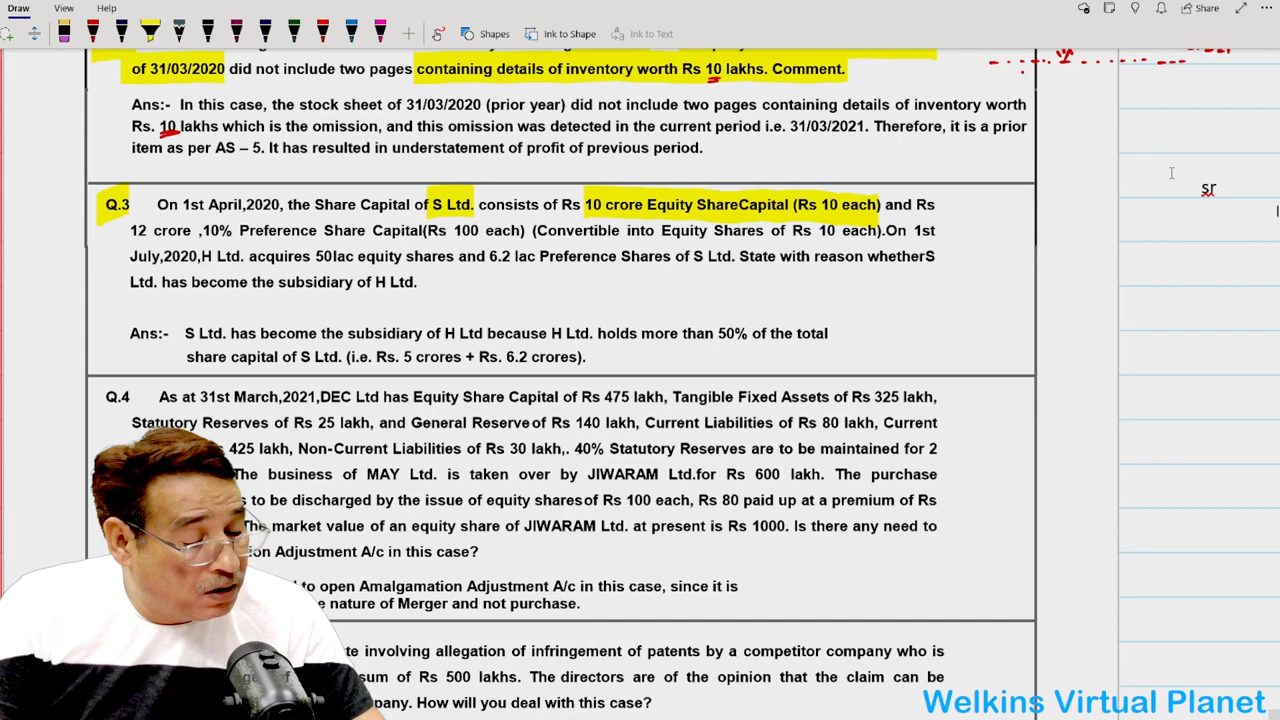 Draw View Help
Share
Shapes Ink to Shape Ink to Text
of 31/03/2020 did not include two pages containing details of inventory worth Rs 10 lakhs. Comment.
Ans:- In this case, the stock sheet of 31/03/2020 (prior year) did not include two pages containing details of inventory worth
Rs. 10 lakhs which is the omission, and this omission was detected in the current period i.e. 31/03/2021. Therefore, it is a prior
item as per AS – 5. It has resulted in understatement of profit of previous period.
sr
Q.3 On 1st April,2020, the Share Capital of S Ltd. consists of Rs 10 crore Equity ShareCapital (Rs 10 each) and Rs
12 crore ,10% Preference Share Capital(Rs 100 each) (Convertible into Equity Shares of Rs 10 each).On 1st
July,2020,H Ltd. acquires 50lac equity shares and 6.2 lac Preference Shares of S Ltd. State with reason whetherS
Ltd. has become the subsidiary of H Ltd.
Ans:- S Ltd. has become the subsidiary of H Ltd because H Ltd. holds more than 50% of the total
share capital of S Ltd. (i.e. Rs. 5 crores + Rs. 6.2 crores).
Q.4 As at 31st March,2021,DEC Ltd has Equity Share Capital of Rs 475 lakh, Tangible Fixed Assets of Rs 325 lakh,
Statutory Reserves of Rs 25 lakh, and General Reserve of Rs 140 lakh, Current Liabilities of Rs 80 lakh, Current
425 lakh, Non-Current Liabilities of Rs 30 lakh,. 40% Statutory Reserves are to be maintained for 2
The business of MAY Ltd. is taken over by JIWARAM Ltd.for Rs 600 lakh. The purchase
to be discharged by the issue of equity shares of Rs 100 each, Rs 80 paid up at a premium of Rs
The market value of an equity share of JIWARAM Ltd. at present is Rs 1000. Is there any need to
Adjustment A/c in this case?
to open Amalgamation Adjustment A/c in this case, since it is
nature of Merger and not purchase.
involving allegation of infringement of patents by a competitor company who is
sum of Rs 500 lakhs. The directors are of the opinion that the claim can be
How will you deal with this case?
Welkins Virtual Planet